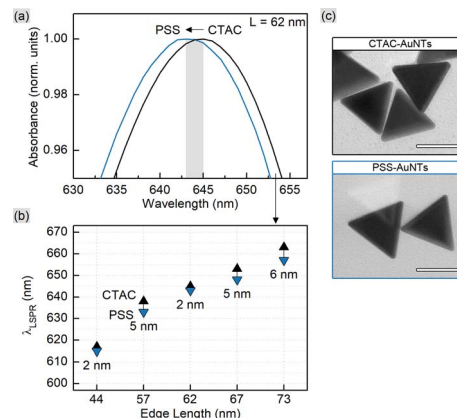 (a)
PSS ← CTAC
L = 62 nm
Absorbance (norm. units)
1.00
0.98
0.96
630 635 640 645 650 655
Wavelength (nm)
(b)
λLSPR (nm)
670
660
650
640
630
620
610
600
CTAC
PSS
2 nm
5 nm
2 nm
5 nm
6 nm
44 57 62 67 73
Edge Length (nm)
(c)
CTAC-AuNTs
PSS-AuNTs